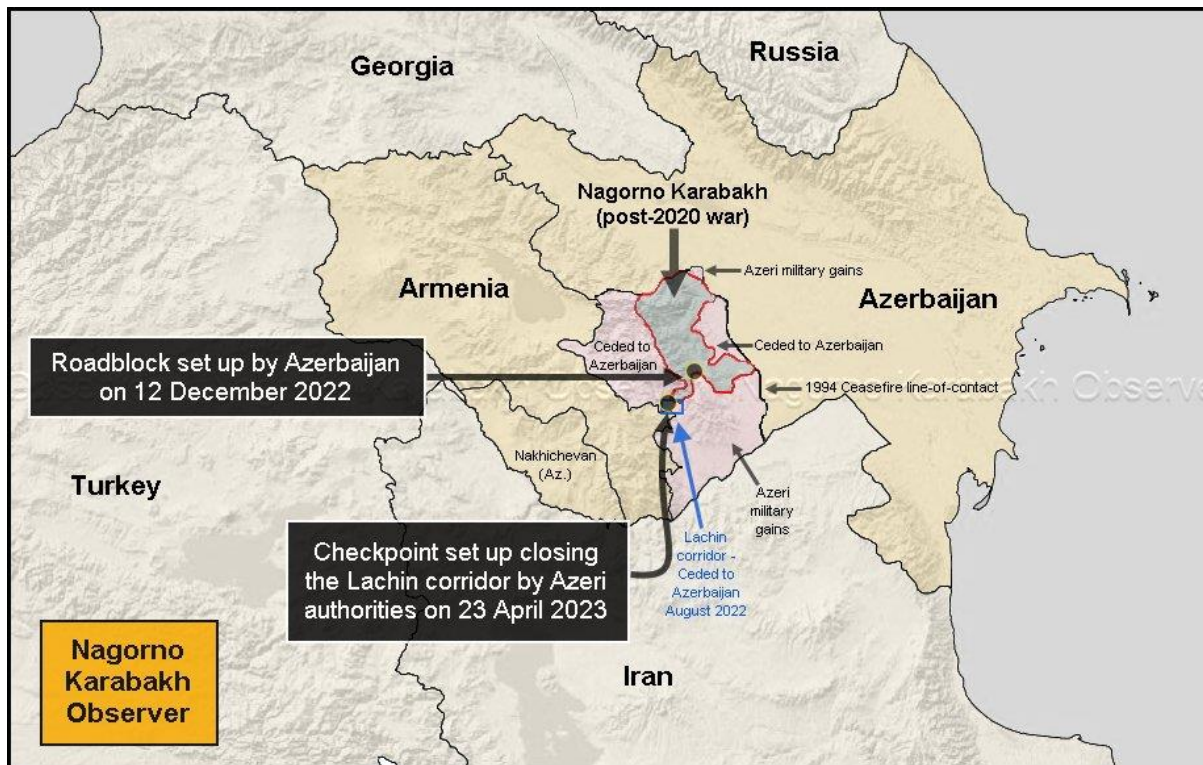 Russia
Georgia
Nagorno Karabakh
(post-2020 war)
Azeri military gains
Armenia
Azerbaijan
Ceded to
Azerbaijan
Ceded to Azerbaijan
Roadblock set up by Azerbaijan
on 12 December 2022
1994 Ceasefire line-of-contact
Karabakh Observer
Nakhichevan
(Az.)
Turkey
Azeri
military
gains
Lachin
corridor -
Ceded to
Azerbaijan
August 2022
Checkpoint set up closing
the Lachin corridor by Azeri
authorities on 23 April 2023
Nagorno
Karabakh
Observer
Iran